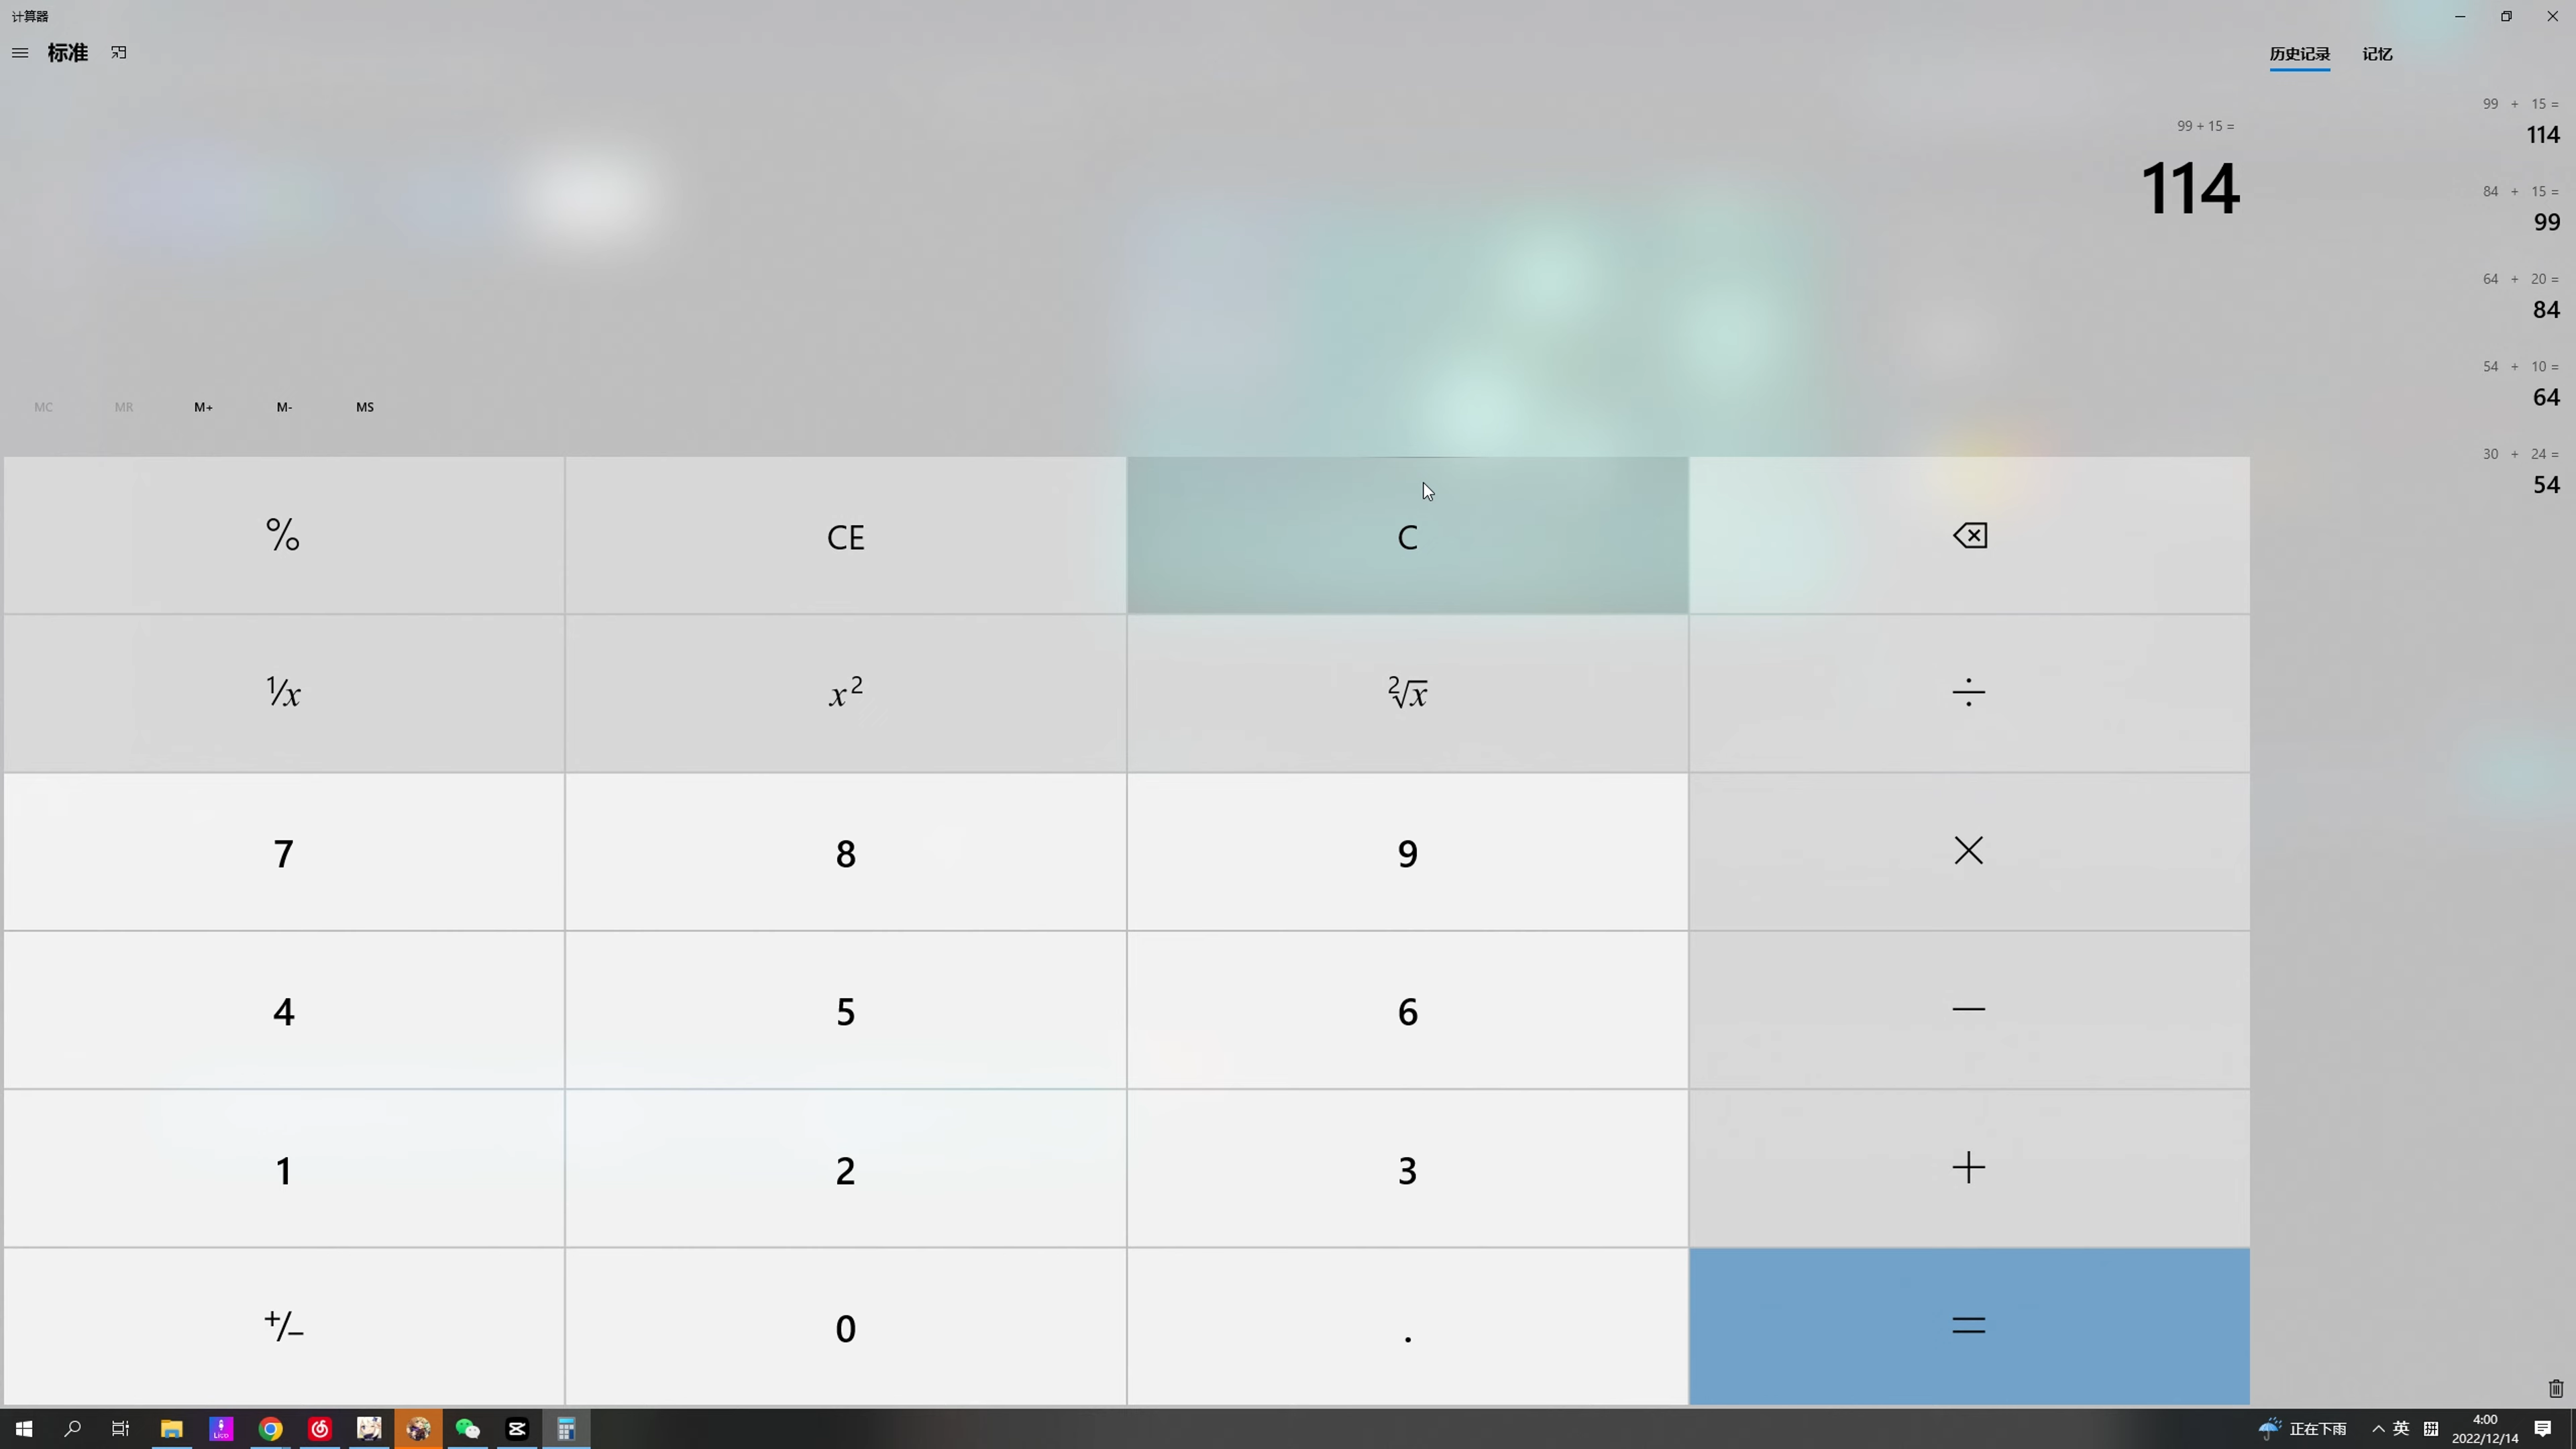 计算器
标准
历史记录 记忆
99 + 15 =
114
MC MR M+ M- MS
99 + 15 =
114
84 + 15 =
99
64 + 20 =
84
54 + 10 =
64
30 + 24 =
54
% CE C
1/x x² ²√x ÷
7 8 9 ×
4 5 6 −
1 2 3 +
+/− 0 . =
Lico
正在下雨
英 拼
4:00
2022/12/14